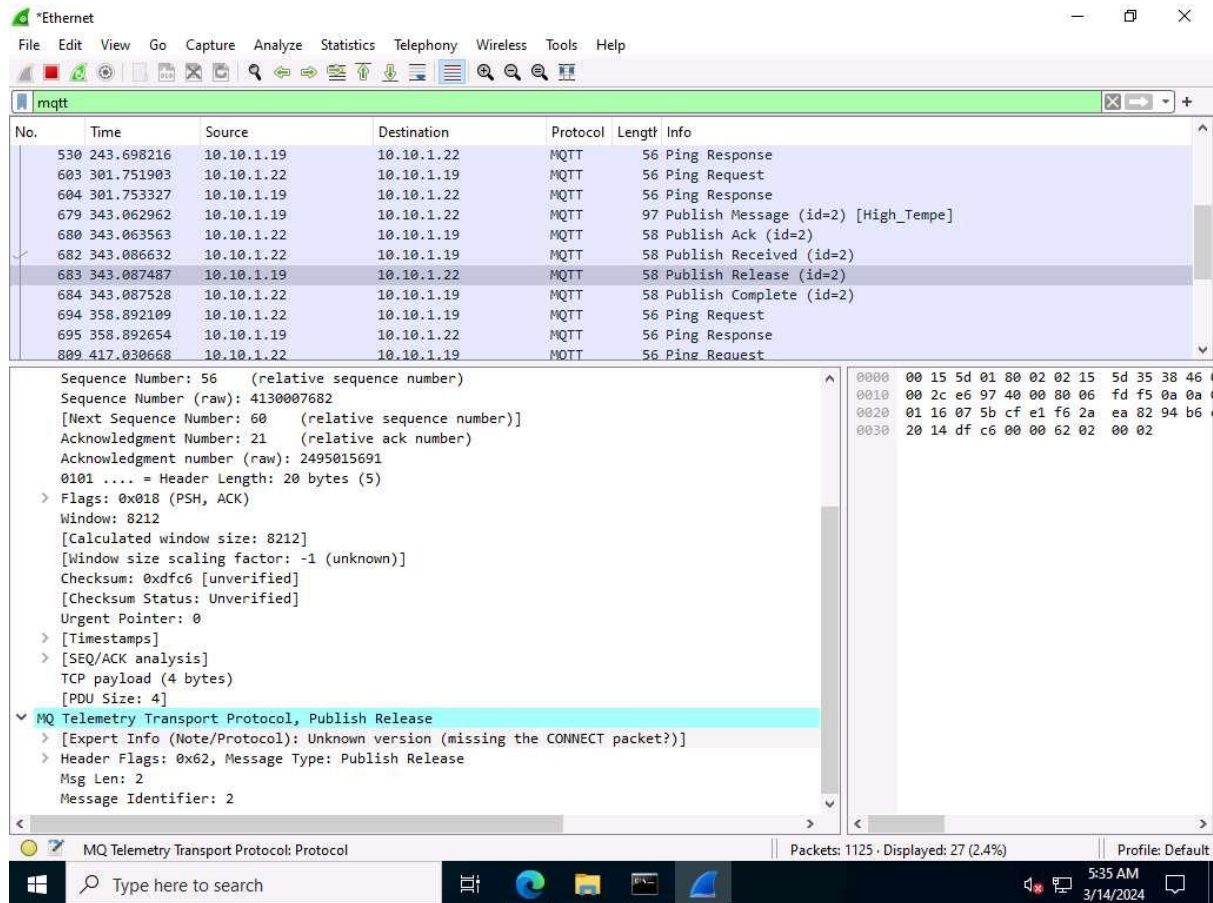 *Ethernet
File Edit View Go Capture Analyze Statistics Telephony Wireless Tools Help
mqtt
No. Time Source Destination Protocol Length Info
530 243.698216 10.10.1.19 10.10.1.22 MQTT 56 Ping Response
603 301.751903 10.10.1.22 10.10.1.19 MQTT 56 Ping Request
604 301.753327 10.10.1.19 10.10.1.22 MQTT 56 Ping Response
679 343.062962 10.10.1.19 10.10.1.22 MQTT 97 Publish Message (id=2) [High_Tempe]
680 343.063563 10.10.1.22 10.10.1.19 MQTT 58 Publish Ack (id=2)
682 343.086632 10.10.1.22 10.10.1.19 MQTT 58 Publish Received (id=2)
683 343.087487 10.10.1.19 10.10.1.22 MQTT 58 Publish Release (id=2)
684 343.087528 10.10.1.22 10.10.1.19 MQTT 58 Publish Complete (id=2)
694 358.892109 10.10.1.22 10.10.1.19 MQTT 56 Ping Request
695 358.892654 10.10.1.19 10.10.1.22 MQTT 56 Ping Response
809 417.030668 10.10.1.22 10.10.1.19 MQTT 56 Ping Request
Sequence Number: 56 (relative sequence number)
Sequence Number (raw): 4130007682
[Next Sequence Number: 60 (relative sequence number)]
Acknowledgment Number: 21 (relative ack number)
Acknowledgment number (raw): 2495015691
0101 .... = Header Length: 20 bytes (5)
Flags: 0x018 (PSH, ACK)
Window: 8212
[Calculated window size: 8212]
[Window size scaling factor: -1 (unknown)]
Checksum: 0xdfc6 [unverified]
[Checksum Status: Unverified]
Urgent Pointer: 0
[Timestamps]
[SEQ/ACK analysis]
TCP payload (4 bytes)
[PDU Size: 4]
MQ Telemetry Transport Protocol, Publish Release
[Expert Info (Note/Protocol): Unknown version (missing the CONNECT packet?)]
Header Flags: 0x62, Message Type: Publish Release
Msg Len: 2
Message Identifier: 2
0000 00 15 5d 01 80 02 02 15 5d 35 38 46
0010 00 2c e6 97 40 00 80 06 fd f5 0a 0a
0020 01 16 07 5b cf e1 f6 2a ea 82 94 b6
0030 20 14 df c6 00 00 62 02 00 02
MQ Telemetry Transport Protocol: Protocol
Packets: 1125 · Displayed: 27 (2.4%)
Profile: Default
Type here to search
5:35 AM
3/14/2024